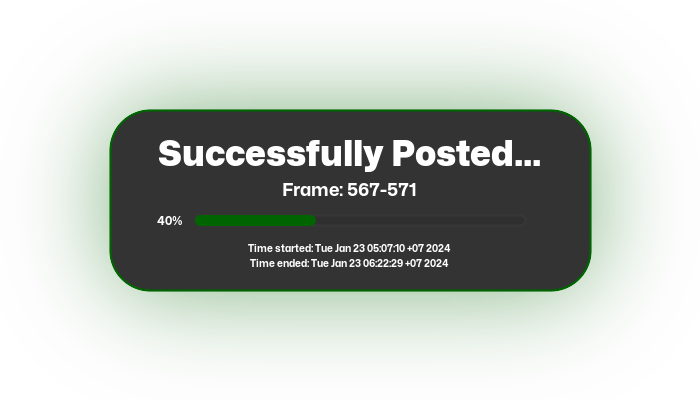 Successfully Posted...
Frame: 567-571
40%
Time started: Tue Jan 23 05:07:10 +07 2024
Time ended: Tue Jan 23 06:22:29 +07 2024